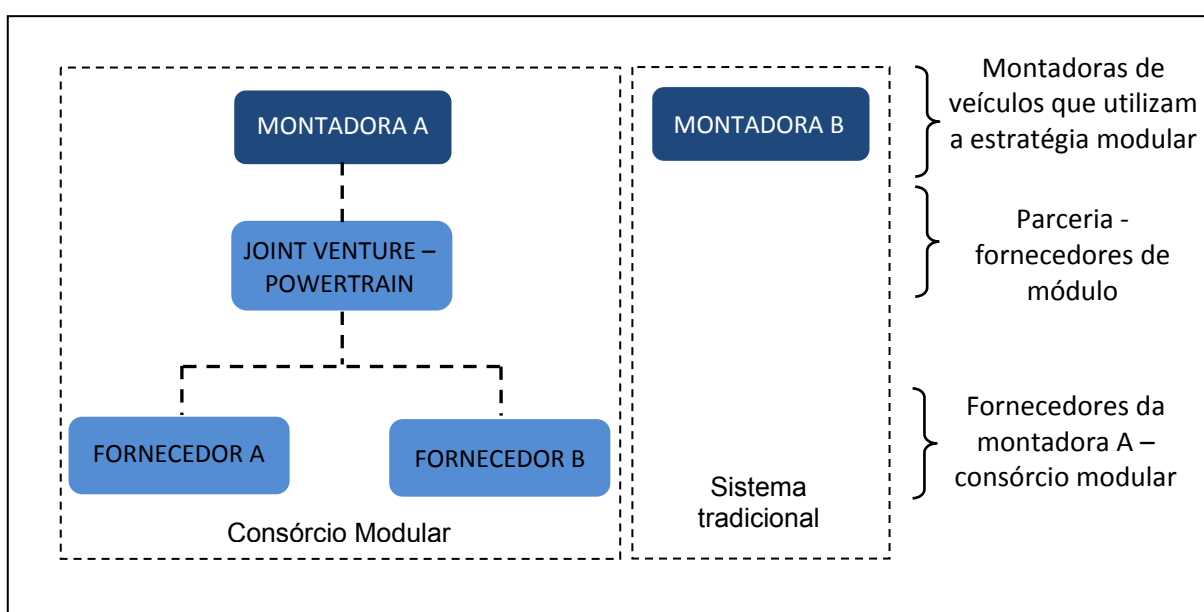 MONTADORA A
JOINT VENTURE –
POWERTRAIN
FORNECEDOR A
FORNECEDOR B
Consórcio Modular
MONTADORA B
Sistema
tradicional
Montadoras de
veículos que utilizam
a estratégia modular
Parceria -
fornecedores de
módulo
Fornecedores da
montadora A –
consórcio modular